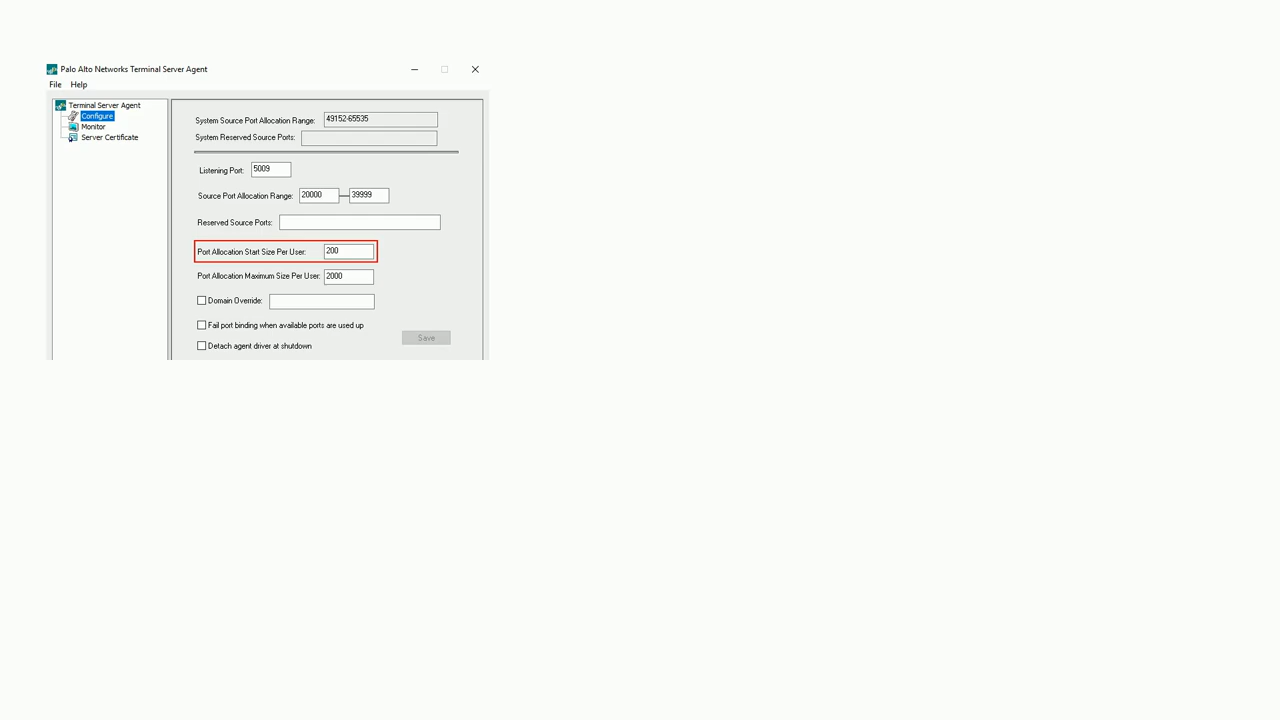 Palo Alto Networks Terminal Server Agent
File Help
Terminal Server Agent
Configure
Monitor
Server Certificate
System Source Port Allocation Range: 49152-65535
System Reserved Source Ports:
Listening Port: 5009
Source Port Allocation Range: 20000 — 39999
Reserved Source Ports:
Port Allocation Start Size Per User: 200
Port Allocation Maximum Size Per User: 2000
Domain Override:
Fail port binding when available ports are used up
Save
Detach agent driver at shutdown